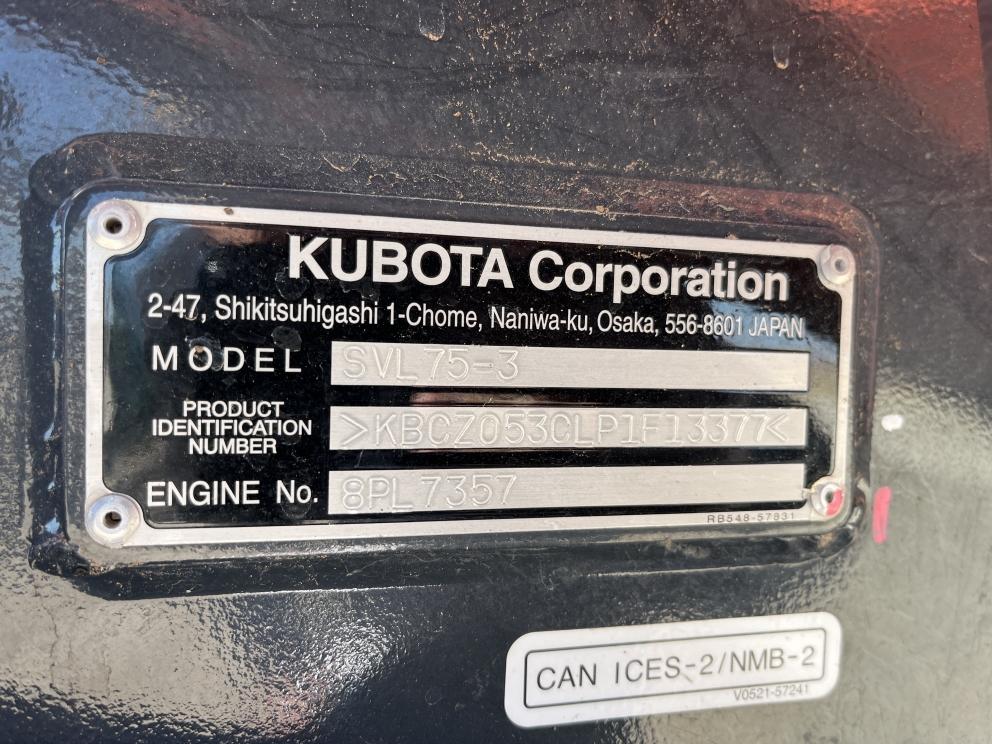 KUBOTA Corporation
2-47, Shikitsuhigashi 1-Chome, Naniwa-ku, Osaka, 556-8601 JAPAN
MODEL SVL75-3
PRODUCT IDENTIFICATION NUMBER >KBCZ053CLP1F13377<
ENGINE No. 8PL7357
RB548-57831
CAN ICES-2/NMB-2
V0521-57241